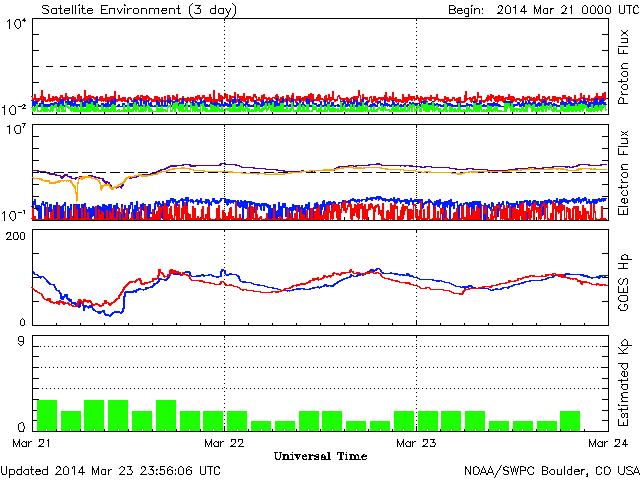 Satellite Environment (3 day) Begin: 2014 Mar 21 0000 UTC
10^4
10^-2
Proton Flux
10^7
10^-1
Electron Flux
200
0
GOES Hp
9
0
Estimated Kp
Mar 21 Mar 22 Mar 23 Mar 24
Universal Time
Updated 2014 Mar 23 23:56:06 UTC NOAA/SWPC Boulder, CO USA